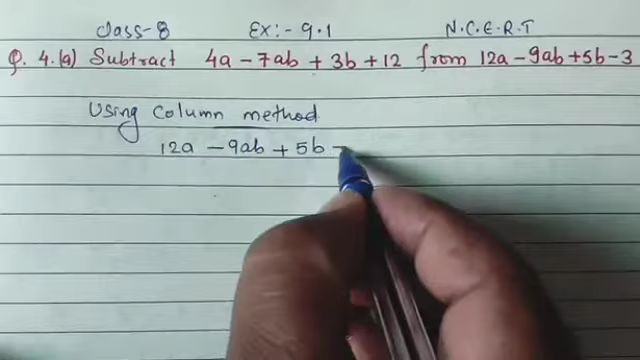 Class-8 Ex:- 9.1 N.C.E.R.T
Q. 4.(a) Subtract 4a - 7ab + 3b + 12 from 12a - 9ab + 5b - 3
Using Column method
12a - 9ab + 5b -